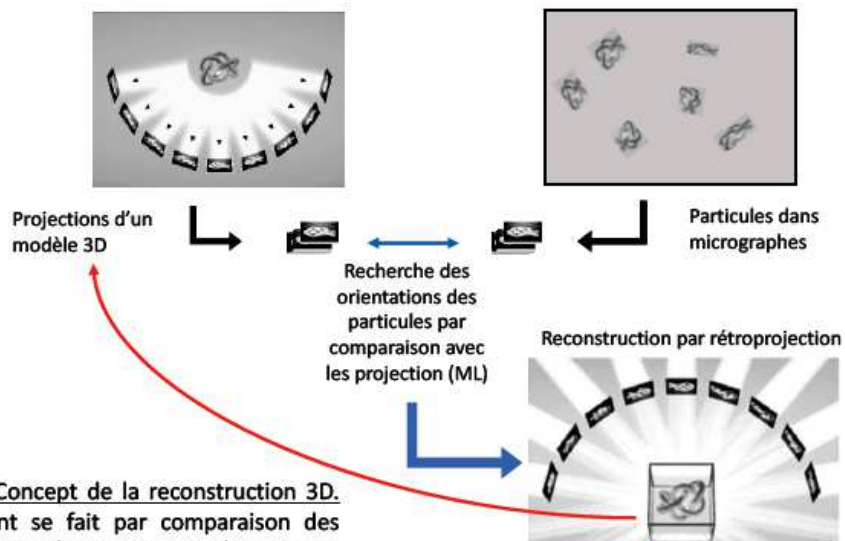 Projections d'un
modèle 3D
Particules dans
micrographes
Recherche des
orientations des
particules par
comparaison avec
les projection (ML)
Reconstruction par rétroprojection
Concept de la reconstruction 3D.
nt se fait par comparaison des